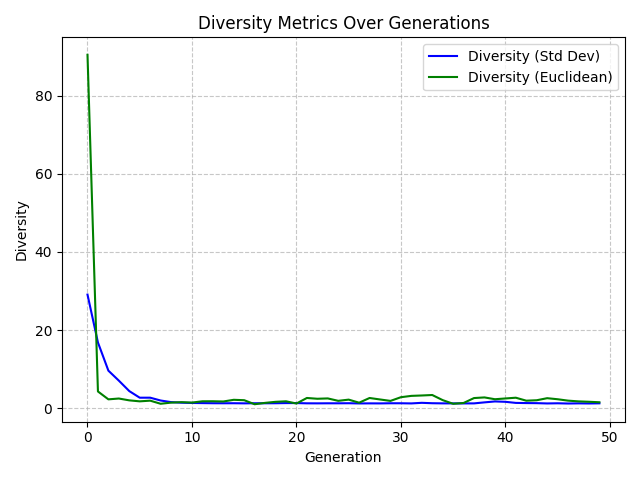 Diversity Metrics Over Generations
Diversity (Std Dev)
Diversity (Euclidean)
80
60
40
20
0
Diversity
0 10 20 30 40 50
Generation